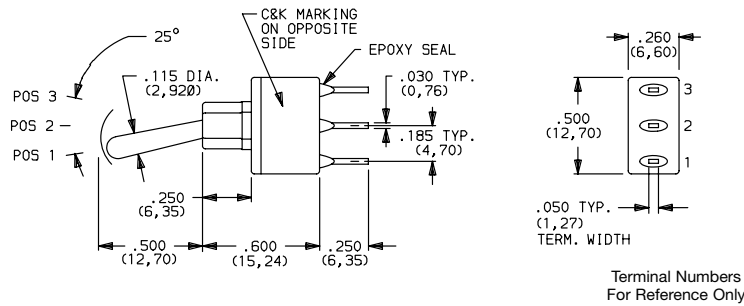 C&K MARKING
ON OPPOSITE
SIDE
25°
EPOXY SEAL
.115 DIA.
(2,920)
.030 TYP.
(0,76)
POS 3
POS 2
POS 1
.185 TYP.
(4,70)
.250
(6,35)
.500
(12,70)
.600
(15,24)
.250
(6,35)
.260
(6,60)
.500
(12,70)
3
2
1
.050 TYP.
(1,27)
TERM. WIDTH
Terminal Numbers
For Reference Only